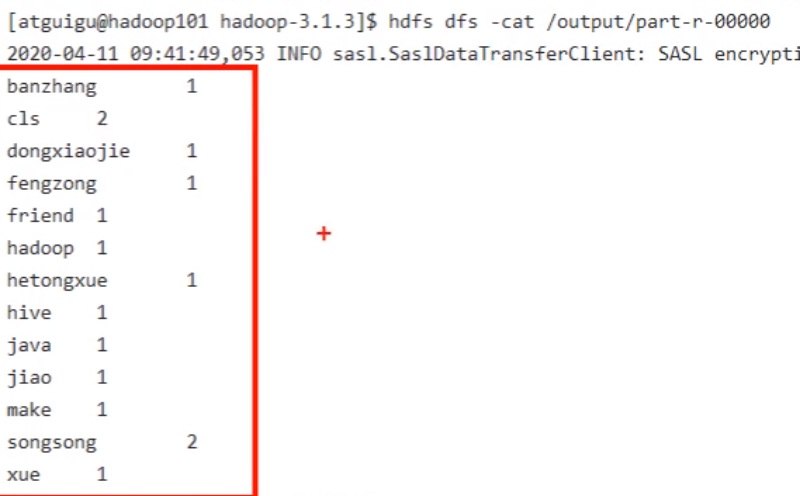 [atguigu@hadoop101 hadoop-3.1.3]$ hdfs dfs -cat /output/part-r-00000
2020-04-11 09:41:49,053 INFO sasl.SaslDataTransferClient: SASL encrypti
banzhang 1
cls 2
dongxiaojie 1
fengzong 1
friend 1
hadoop 1
hetongxue 1
hive 1
java 1
jiao 1
make 1
songsong 2
xue 1